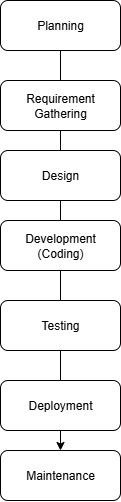 Planning
Requirement
Gathering
Design
Development
(Coding)
Testing
Deployment
Maintenance